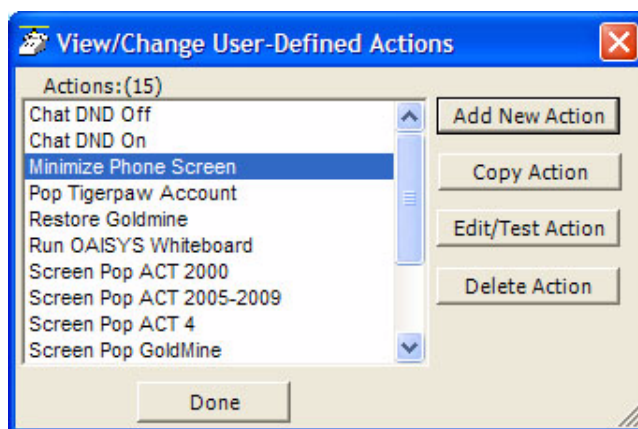 View/Change User-Defined Actions
Actions:(15)
Chat DND Off
Chat DND On
Minimize Phone Screen
Pop Tigerpaw Account
Restore Goldmine
Run OAISYS Whiteboard
Screen Pop ACT 2000
Screen Pop ACT 2005-2009
Screen Pop ACT 4
Screen Pop GoldMine
Add New Action
Copy Action
Edit/Test Action
Delete Action
Done